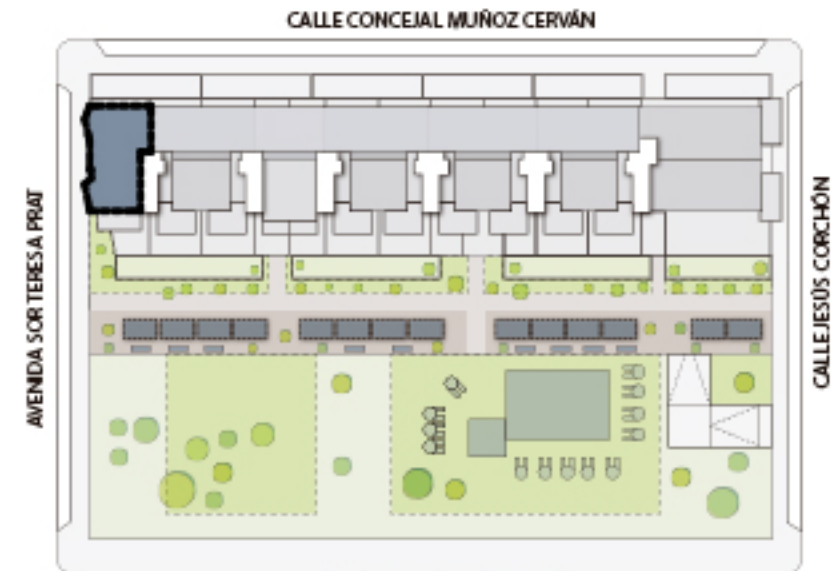 CALLE CONCEJAL MUÑOZ CERVÁN
AVENIDA SOR TERESA PRAT
CALLE JESÚS CORCHÓN